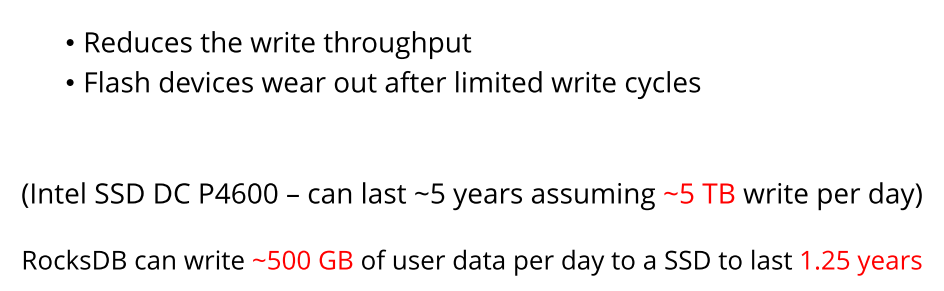 • Reduces the write throughput
• Flash devices wear out after limited write cycles
(Intel SSD DC P4600 – can last ~5 years assuming ~5 TB write per day)
RocksDB can write ~500 GB of user data per day to a SSD to last 1.25 years